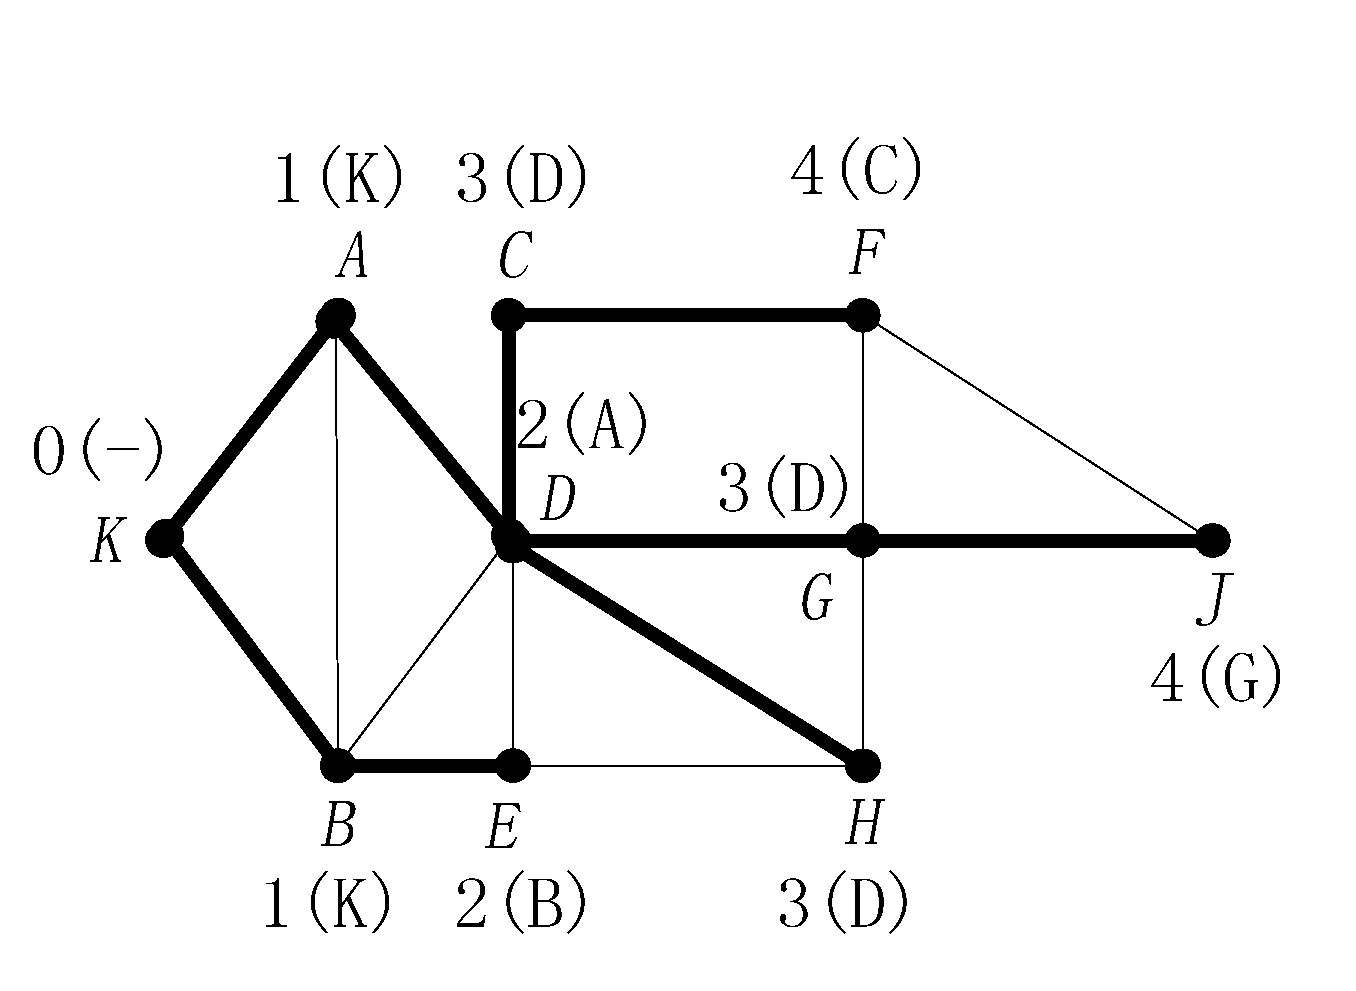 1(K) 3(D) 4(C)
A C F
0(-) 2(A)
K D 3(D)
G J
4(G)
B E H
1(K) 2(B) 3(D)